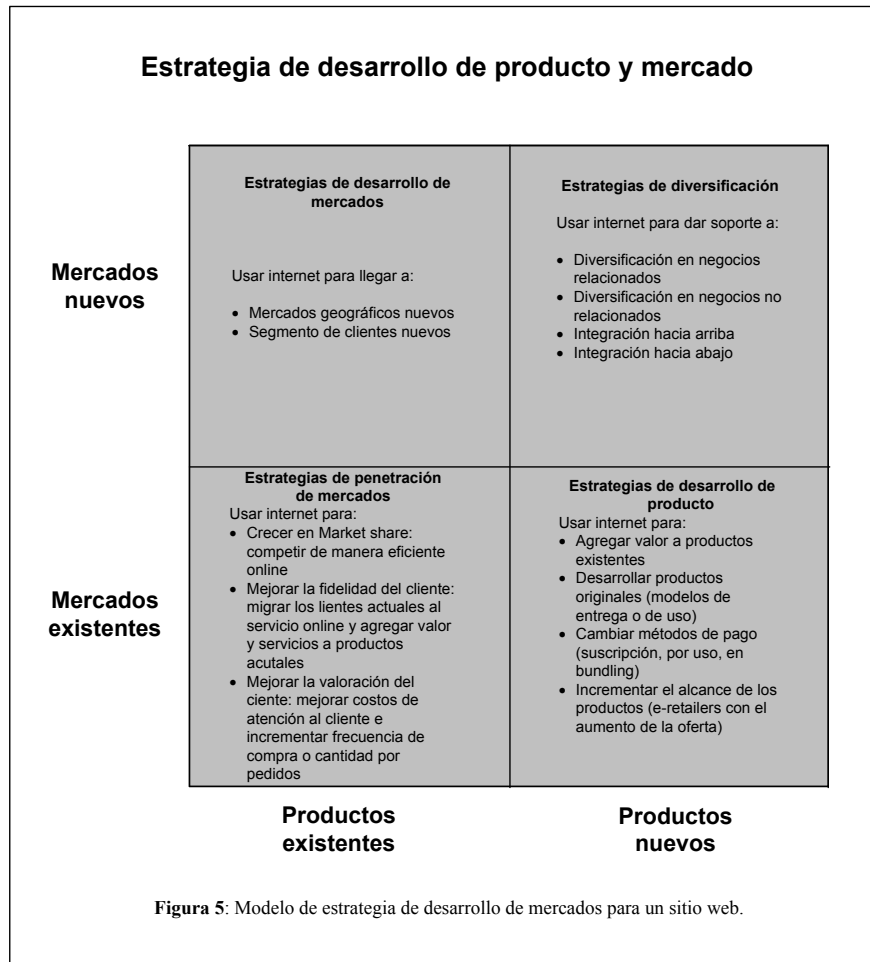 Estrategia de desarrollo de producto y mercado
Mercados
nuevos
Estrategias de desarrollo de
mercados
Usar internet para llegar a:
• Mercados geográficos nuevos
• Segmento de clientes nuevos
Estrategias de diversificación
Usar internet para dar soporte a:
• Diversificación en negocios
relacionados
• Diversificación en negocios no
relacionados
• Integración hacia arriba
• Integración hacia abajo
Mercados
existentes
Estrategias de penetración
de mercados
Usar internet para:
• Crecer en Market share:
competir de manera eficiente
online
• Mejorar la fidelidad del cliente:
migrar los lientes actuales al
servicio online y agregar valor
y servicios a productos
acutales
• Mejorar la valoración del
ciente: mejorar costos de
atención al cliente e
incrementar frecuencia de
compra o cantidad por
pedidos
Estrategias de desarrollo de
producto
Usar internet para:
• Agregar valor a productos
existentes
• Desarrollar productos
originales (modelos de
entrega o de uso)
• Cambiar métodos de pago
(suscripción, por uso, en
bundling)
• Incrementar el alcance de los
productos (e-retailers con el
aumento de la oferta)
Productos
existentes
Productos
nuevos
Figura 5: Modelo de estrategia de desarrollo de mercados para un sitio web.